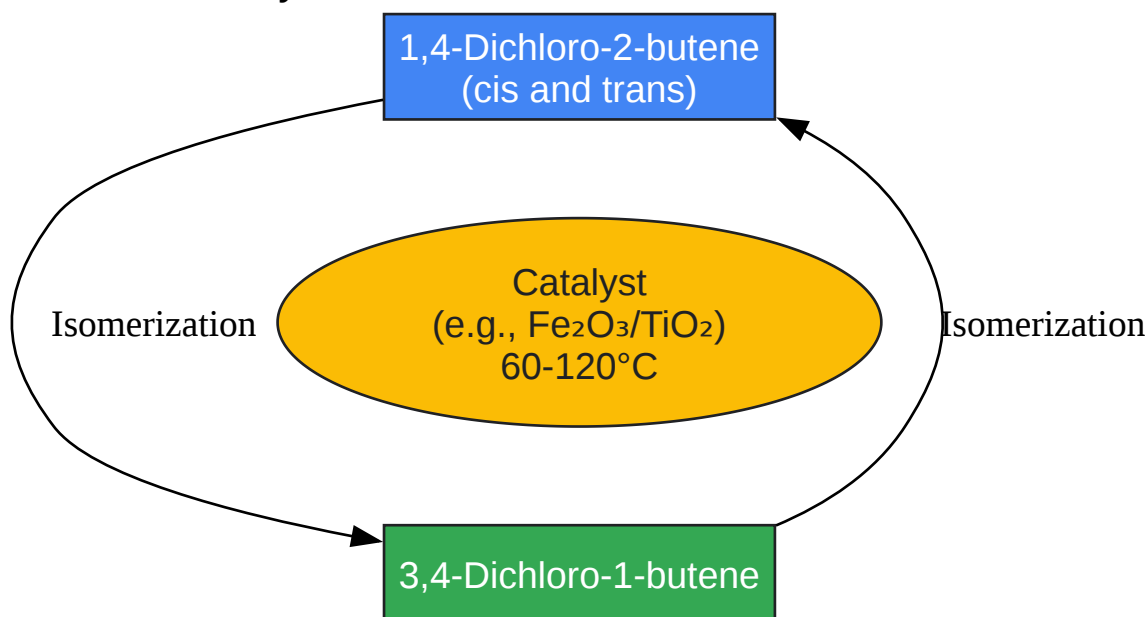 1,4-Dichloro-2-butene
(cis and trans)
Catalyst
(e.g., Fe₂O₃/TiO₂)
60-120°C
Isomerization
Isomerization
3,4-Dichloro-1-butene